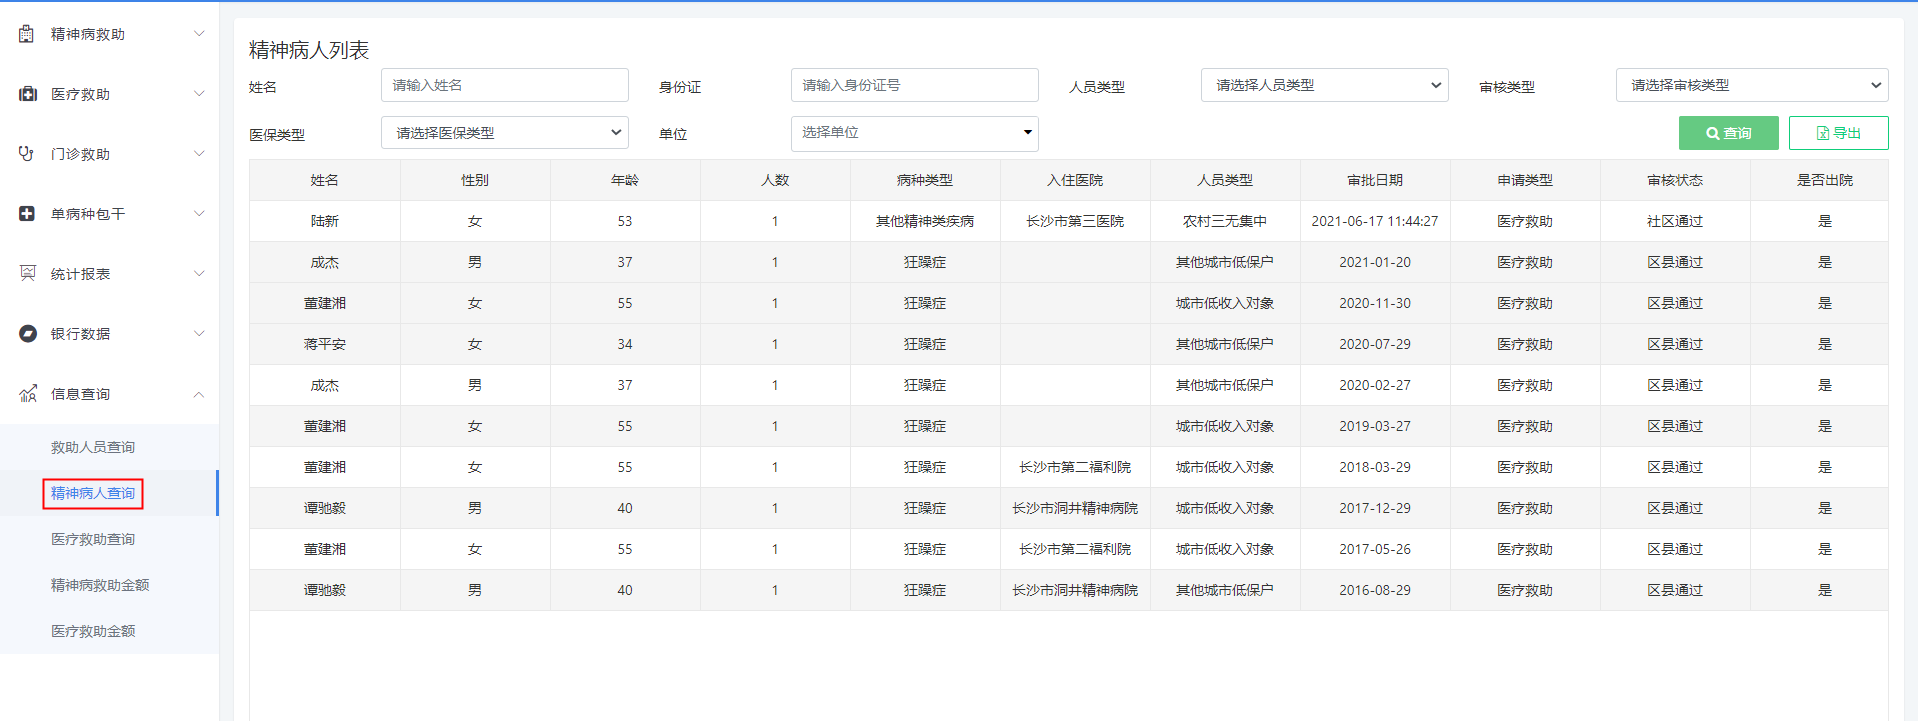 精神病救助
医疗救助
门诊救助
单病种包干
统计报表
银行数据
信息查询
救助人员查询
精神病人查询
医疗救助查询
精神病救助金额
医疗救助金额
精神病人列表
姓名 请输入姓名 身份证 请输入身份证号 人员类型 请选择人员类型 审核类型 请选择审核类型
医保类型 请选择医保类型 单位 选择单位 查询 导出
姓名 性别 年龄 人数 病种类型 入住医院 人员类型 审批日期 申请类型 审核状态 是否出院
陆新 女 53 1 其他精神类疾病 长沙市第三医院 农村三无集中 2021-06-17 11:44:27 医疗救助 社区通过 是
成杰 男 37 1 狂躁症 其他城市低保户 2021-01-20 医疗救助 区县通过 是
董建湘 女 55 1 狂躁症 城市低收入对象 2020-11-30 医疗救助 区县通过 是
蒋平安 女 34 1 狂躁症 其他城市低保户 2020-07-29 医疗救助 区县通过 是
成杰 男 37 1 狂躁症 其他城市低保户 2020-02-27 医疗救助 区县通过 是
董建湘 女 55 1 狂躁症 城市低收入对象 2019-03-27 医疗救助 区县通过 是
董建湘 女 55 1 狂躁症 长沙市第二福利院 城市低收入对象 2018-03-29 医疗救助 区县通过 是
谭驰毅 男 40 1 狂躁症 长沙市洞井精神病院 城市低收入对象 2017-12-29 医疗救助 区县通过 是
董建湘 女 55 1 狂躁症 长沙市第二福利院 城市低收入对象 2017-05-26 医疗救助 区县通过 是
谭驰毅 男 40 1 狂躁症 长沙市洞井精神病院 其他城市低保户 2016-08-29 医疗救助 区县通过 是